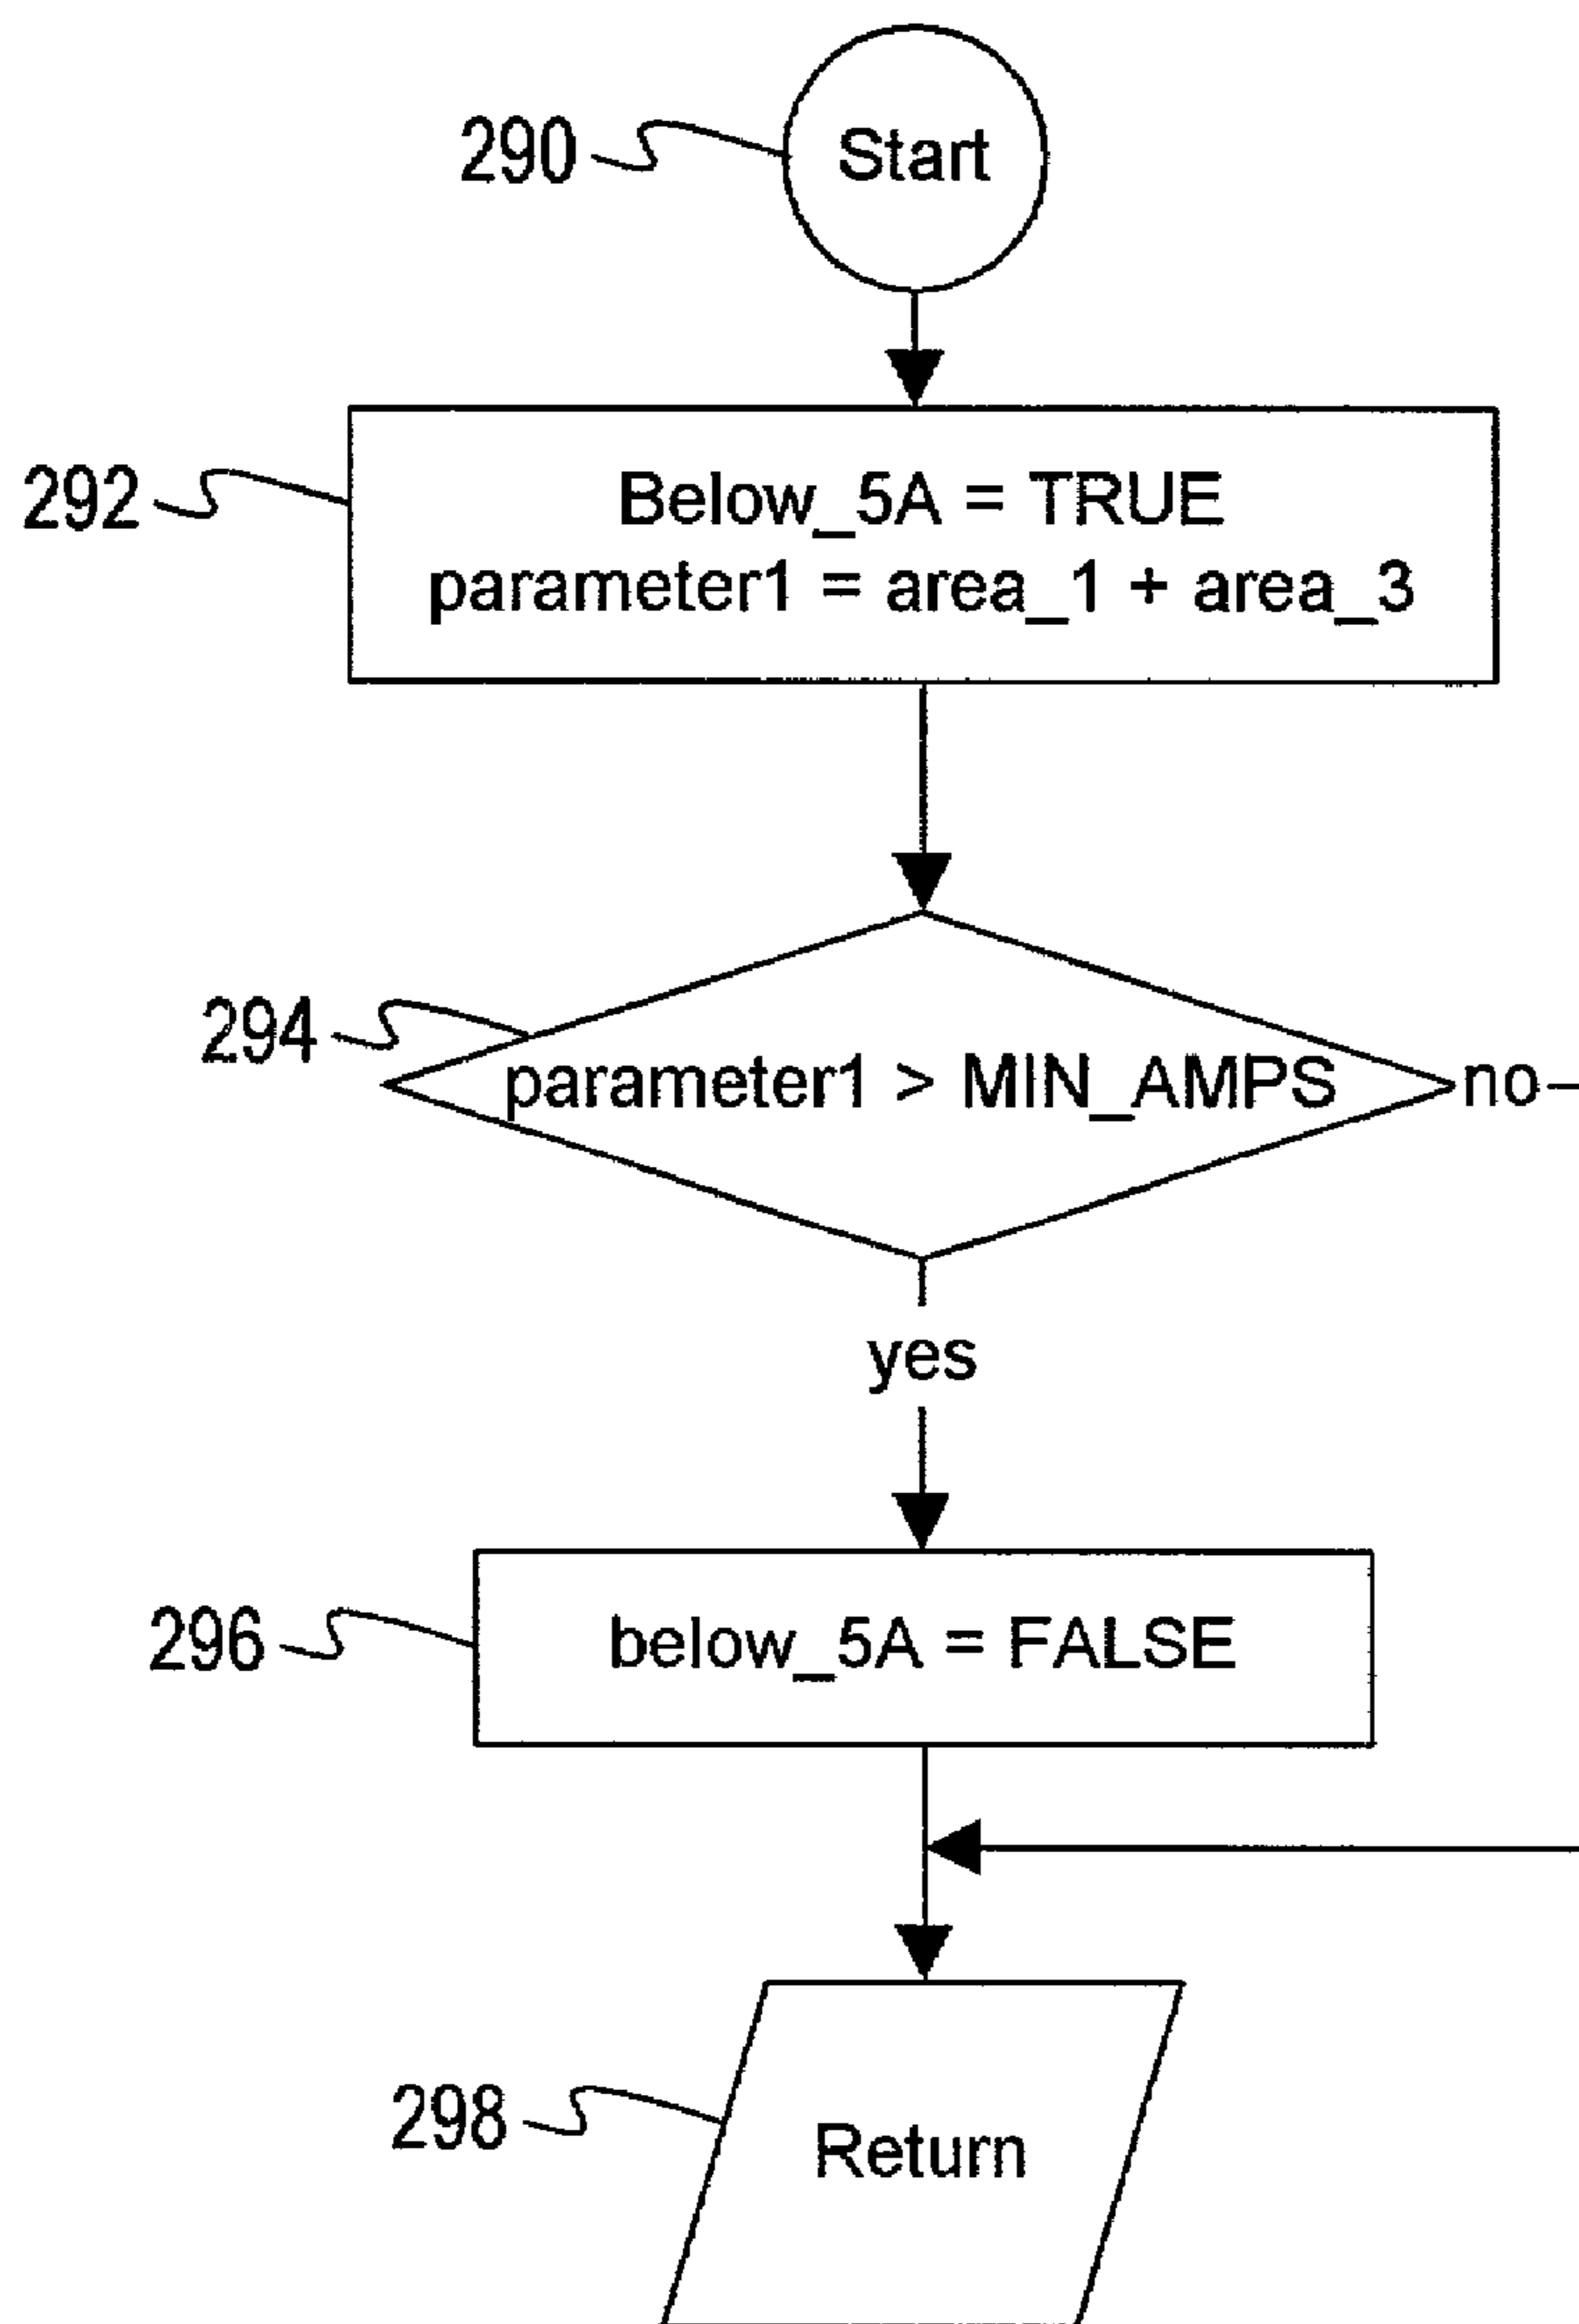 290
Start
292
Below_5A = TRUE
parameter1 = area_1 + area_3
294
parameter1 > MIN_AMPS
no
yes
296
below_5A = FALSE
298
Return